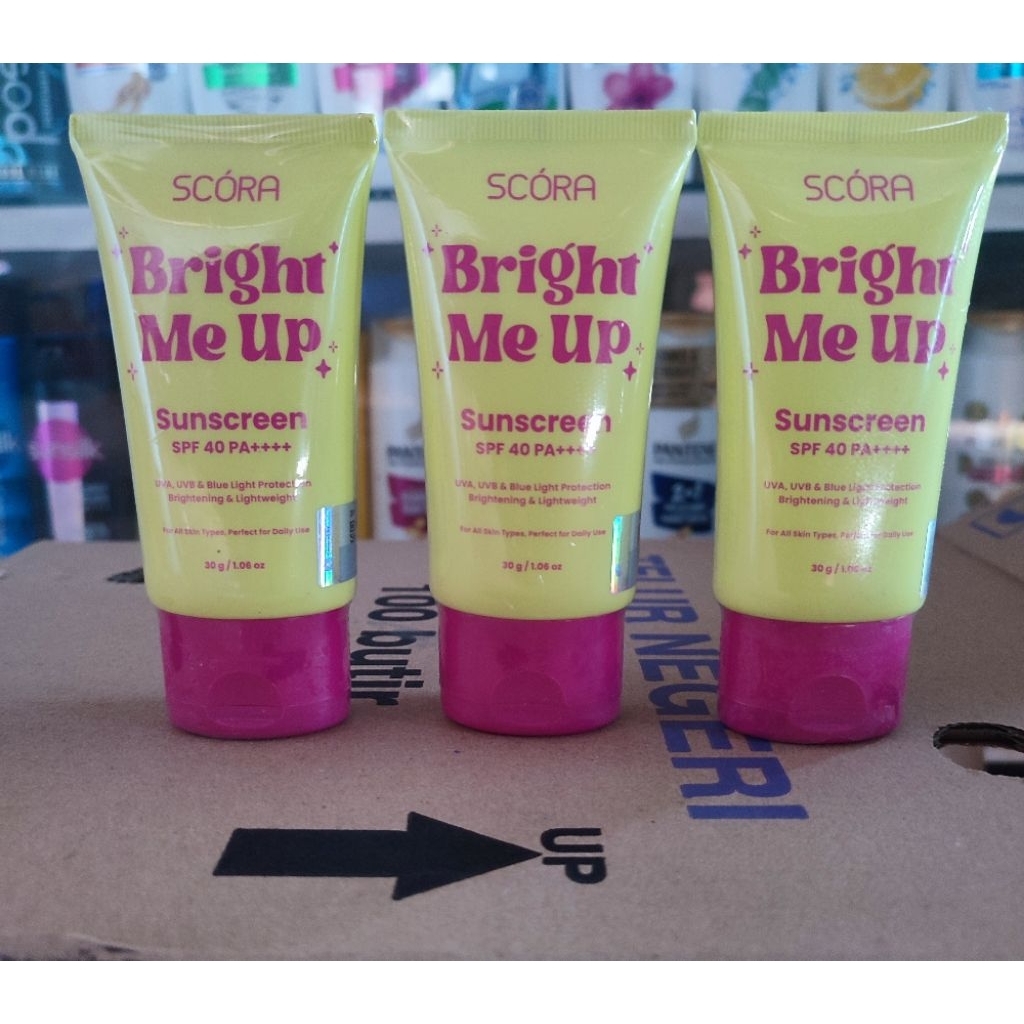 SCÓRA
Bright
Me Up
Sunscreen
SPF 40 PA++++
UVA, UVB & Blue Light Protection
Brightening & Lightweight
For All Skin Types, Perfect for Daily Use
30 g / 1.06 oz
SCÓRA
Bright
Me Up
Sunscreen
SPF 40 PA++++
UVA, UVB & Blue Light Protection
Brightening & Lightweight
For All Skin Types, Perfect for Daily Use
30 g / 1.06 oz
SCÓRA
Bright
Me Up
Sunscreen
SPF 40 PA++++
UVA, UVB & Blue Light Protection
Brightening & Lightweight
For All Skin Types, Perfect for Daily Use
30 g / 1.06 oz
PANTENE
100 butir
TELUR NEGERI
UP